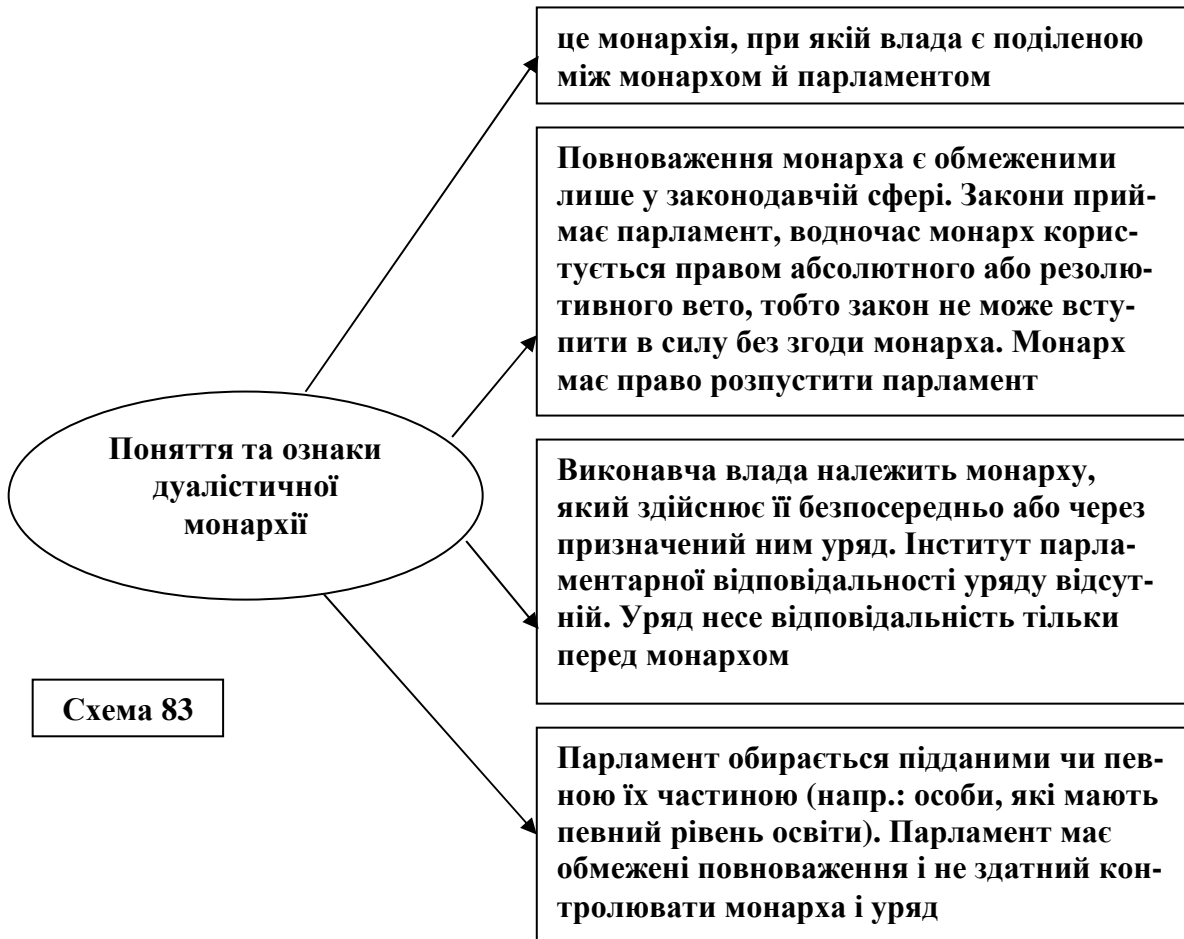 це монархія, при якій влада є поділеною
між монархом й парламентом
Повноваження монарха є обмеженими
лише у законодавчій сфері. Закони прий-
має парламент, водночас монарх корис-
тується правом абсолютного або резолю-
тивного вето, тобто закон не може всту-
пити в силу без згоди монарха. Монарх
має право розпустити парламент
Поняття та ознаки
дуалістичної
монархії
Виконавча влада належить монарху,
який здійснює її безпосередньо або через
призначений ним уряд. Інститут парла-
ментарної відповідальності уряду відсут-
ній. Уряд несе відповідальність тільки
перед монархом
Схема 83
Парламент обирається підданими чи пев-
ною їх частиною (напр.: особи, які мають
певний рівень освіти). Парламент має
обмежені повноваження і не здатний кон-
тролювати монарха і уряд